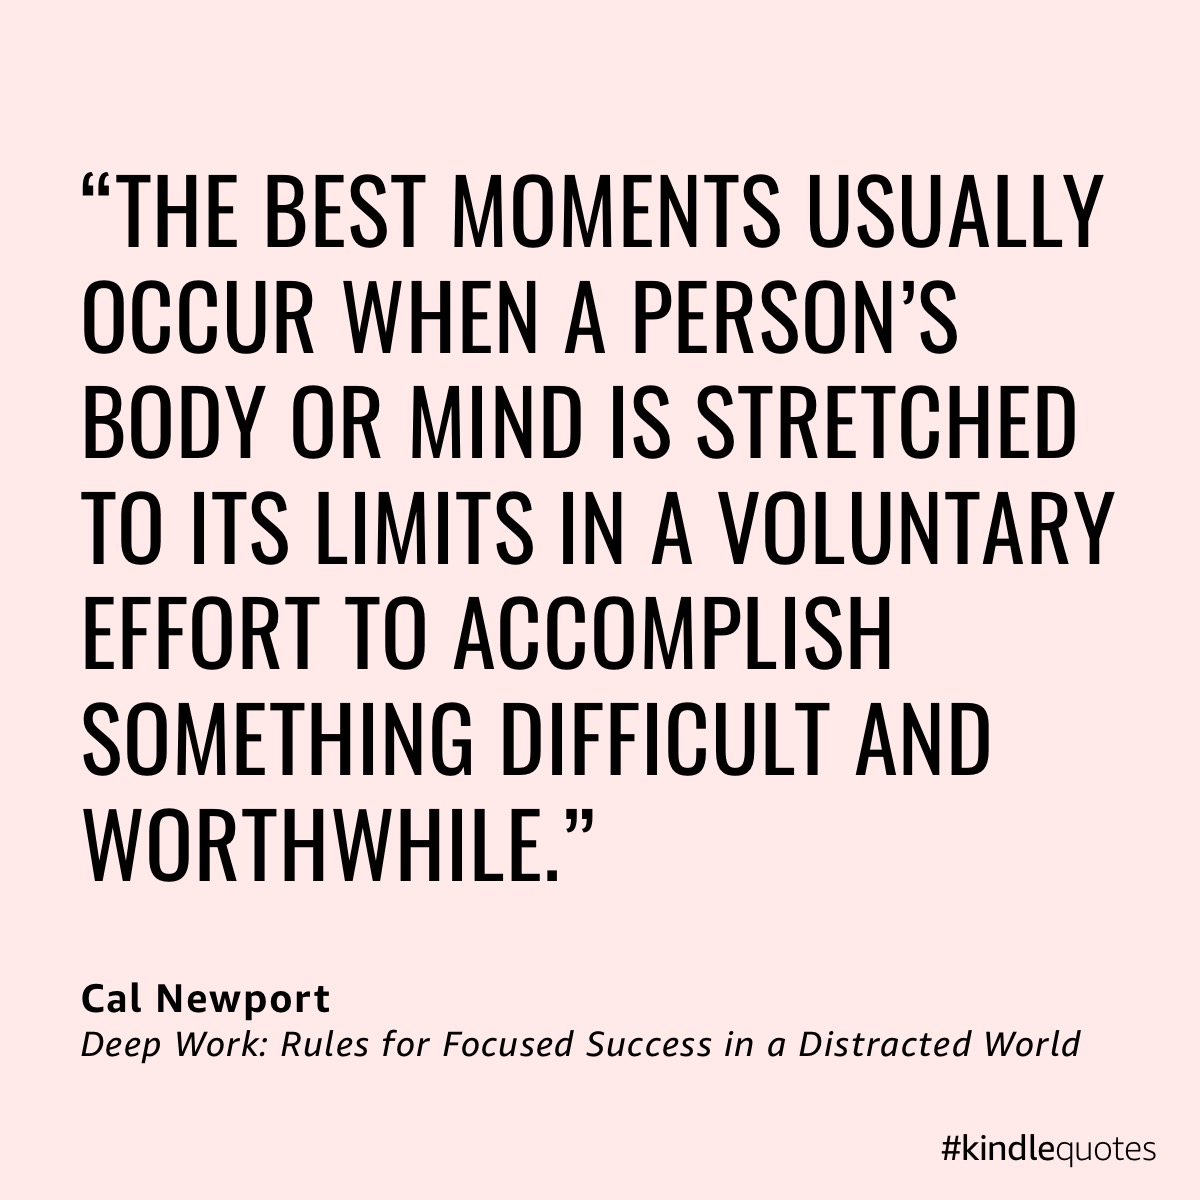 “THE BEST MOMENTS USUALLY
OCCUR WHEN A PERSON’S
BODY OR MIND IS STRETCHED
TO ITS LIMITS IN A VOLUNTARY
EFFORT TO ACCOMPLISH
SOMETHING DIFFICULT AND
WORTHWHILE.”
Cal Newport
Deep Work: Rules for Focused Success in a Distracted World
#kindlequotes